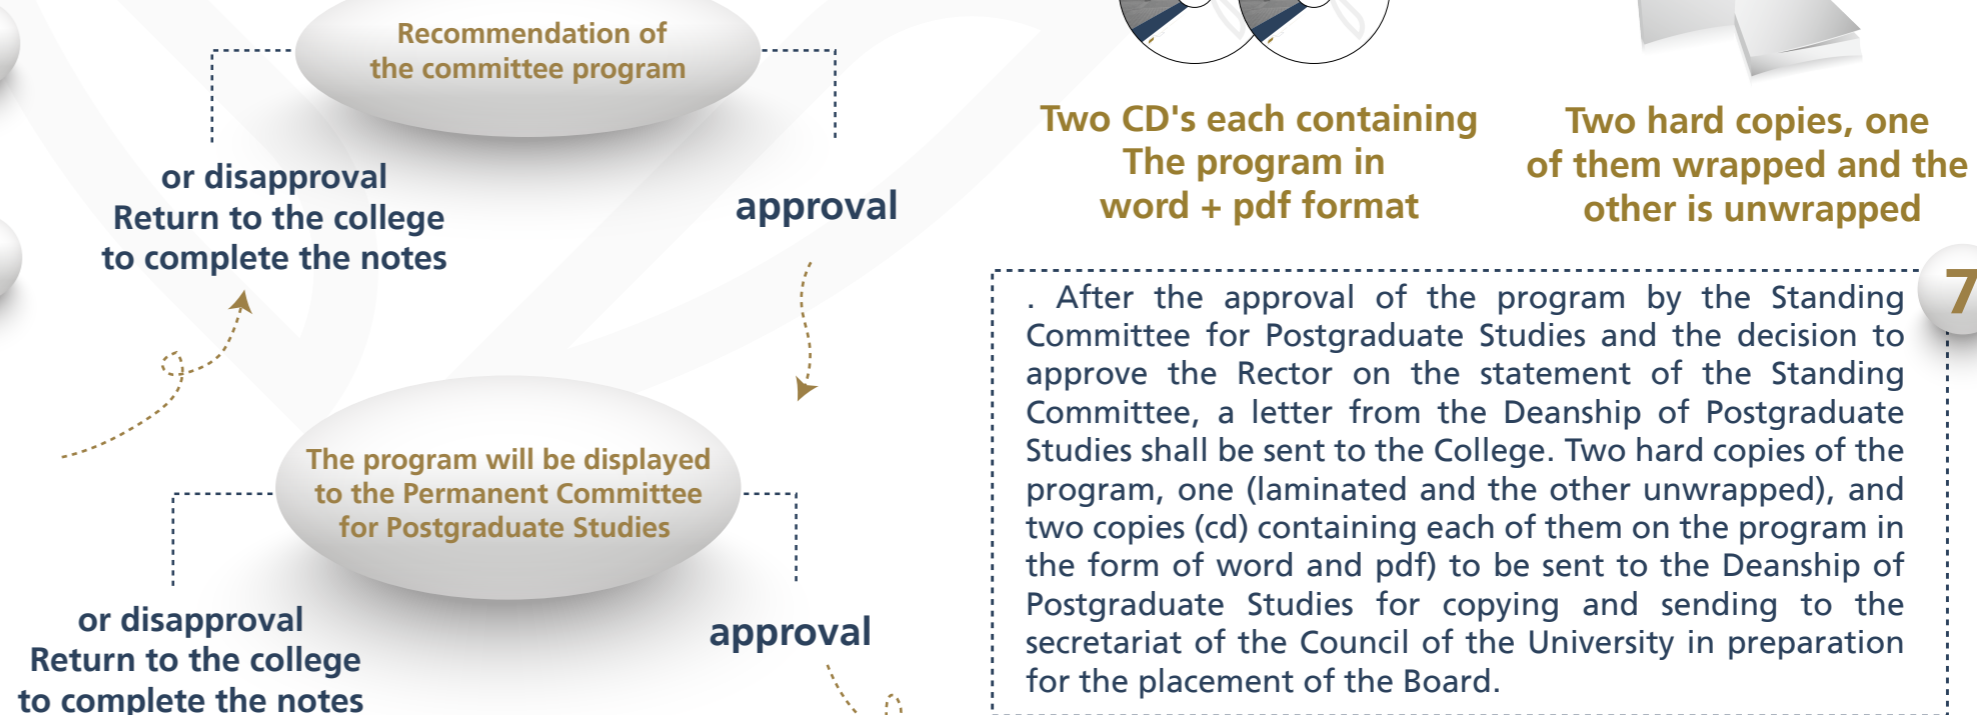 Recommendation of
the committee program
or disapproval
Return to the college
to complete the notes
approval
The program will be displayed
to the Permanent Committee
for Postgraduate Studies
or disapproval
Return to the college
to complete the notes
approval
Two CD's each containing
The program in
word + pdf format
Two hard copies, one
of them wrapped and the
other is unwrapped
7
. After the approval of the program by the Standing
Committee for Postgraduate Studies and the decision to
approve the Rector on the statement of the Standing
Committee, a letter from the Deanship of Postgraduate
Studies shall be sent to the College. Two hard copies of the
program, one (laminated and the other unwrapped), and
two copies (cd) containing each of them on the program in
the form of word and pdf) to be sent to the Deanship of
Postgraduate Studies for copying and sending to the
secretariat of the Council of the University in preparation
for the placement of the Board.